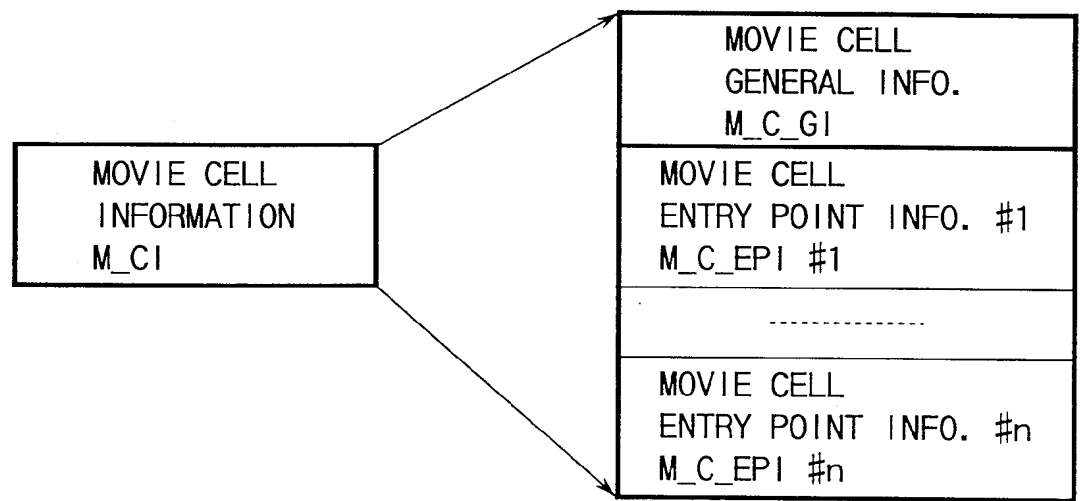 MOVIE CELL
INFORMATION
M_CI
MOVIE CELL
GENERAL INFO.
M_C_GI
MOVIE CELL
ENTRY POINT INFO. #1
M_C_EPI #1
---------------
MOVIE CELL
ENTRY POINT INFO. #n
M_C_EPI #n